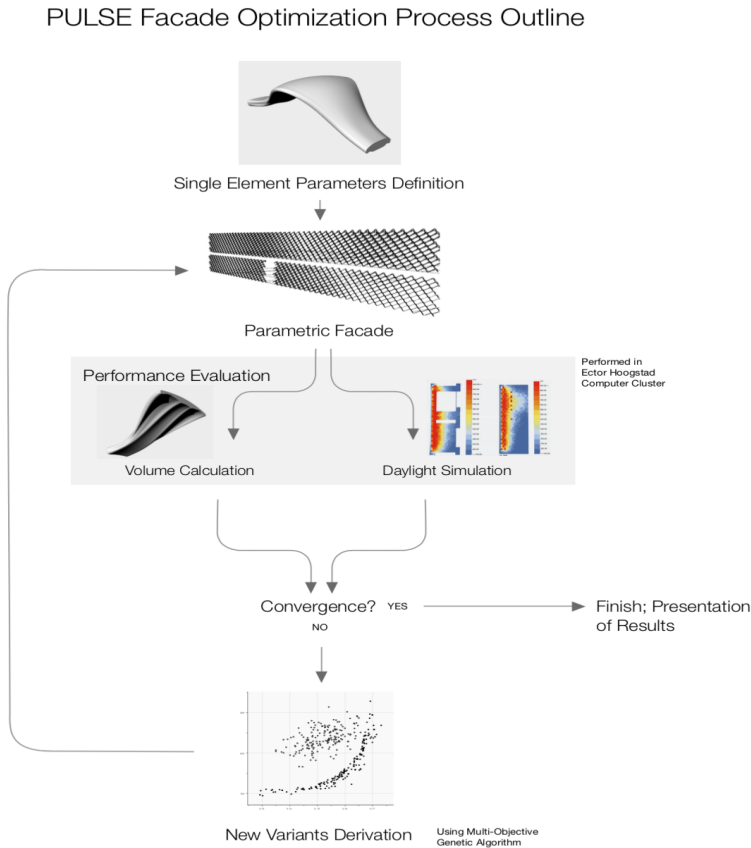 PULSE Facade Optimization Process Outline
Single Element Parameters Definition
Parametric Facade
Performance Evaluation
Performed in
Ector Hoogstad
Computer Cluster
Volume Calculation
Daylight Simulation
Convergence? YES
NO
Finish; Presentation
of Results
New Variants Derivation
Using Multi-Objective
Genetic Algorithm